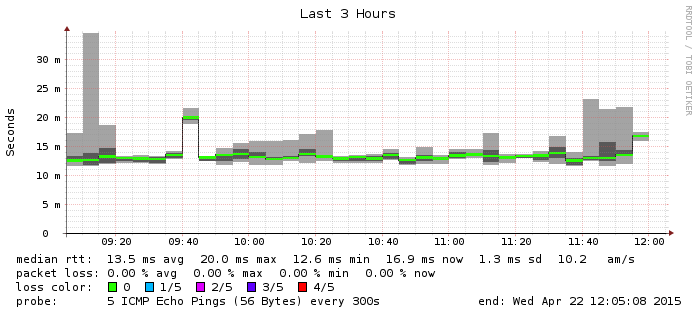 Last 3 Hours
RRDTOOL / TOBI OETIKER
Seconds
30 m
25 m
20 m
15 m
10 m
5 m
0
09:20 09:40 10:00 10:20 10:40 11:00 11:20 11:40 12:00
median rtt: 13.5 ms avg 20.0 ms max 12.6 ms min 16.9 ms now 1.3 ms sd 10.2 am/s
packet loss: 0.00 % avg 0.00 % max 0.00 % min 0.00 % now
loss color: 0 1/5 2/5 3/5 4/5
probe: 5 ICMP Echo Pings (56 Bytes) every 300s end: Wed Apr 22 12:05:08 2015